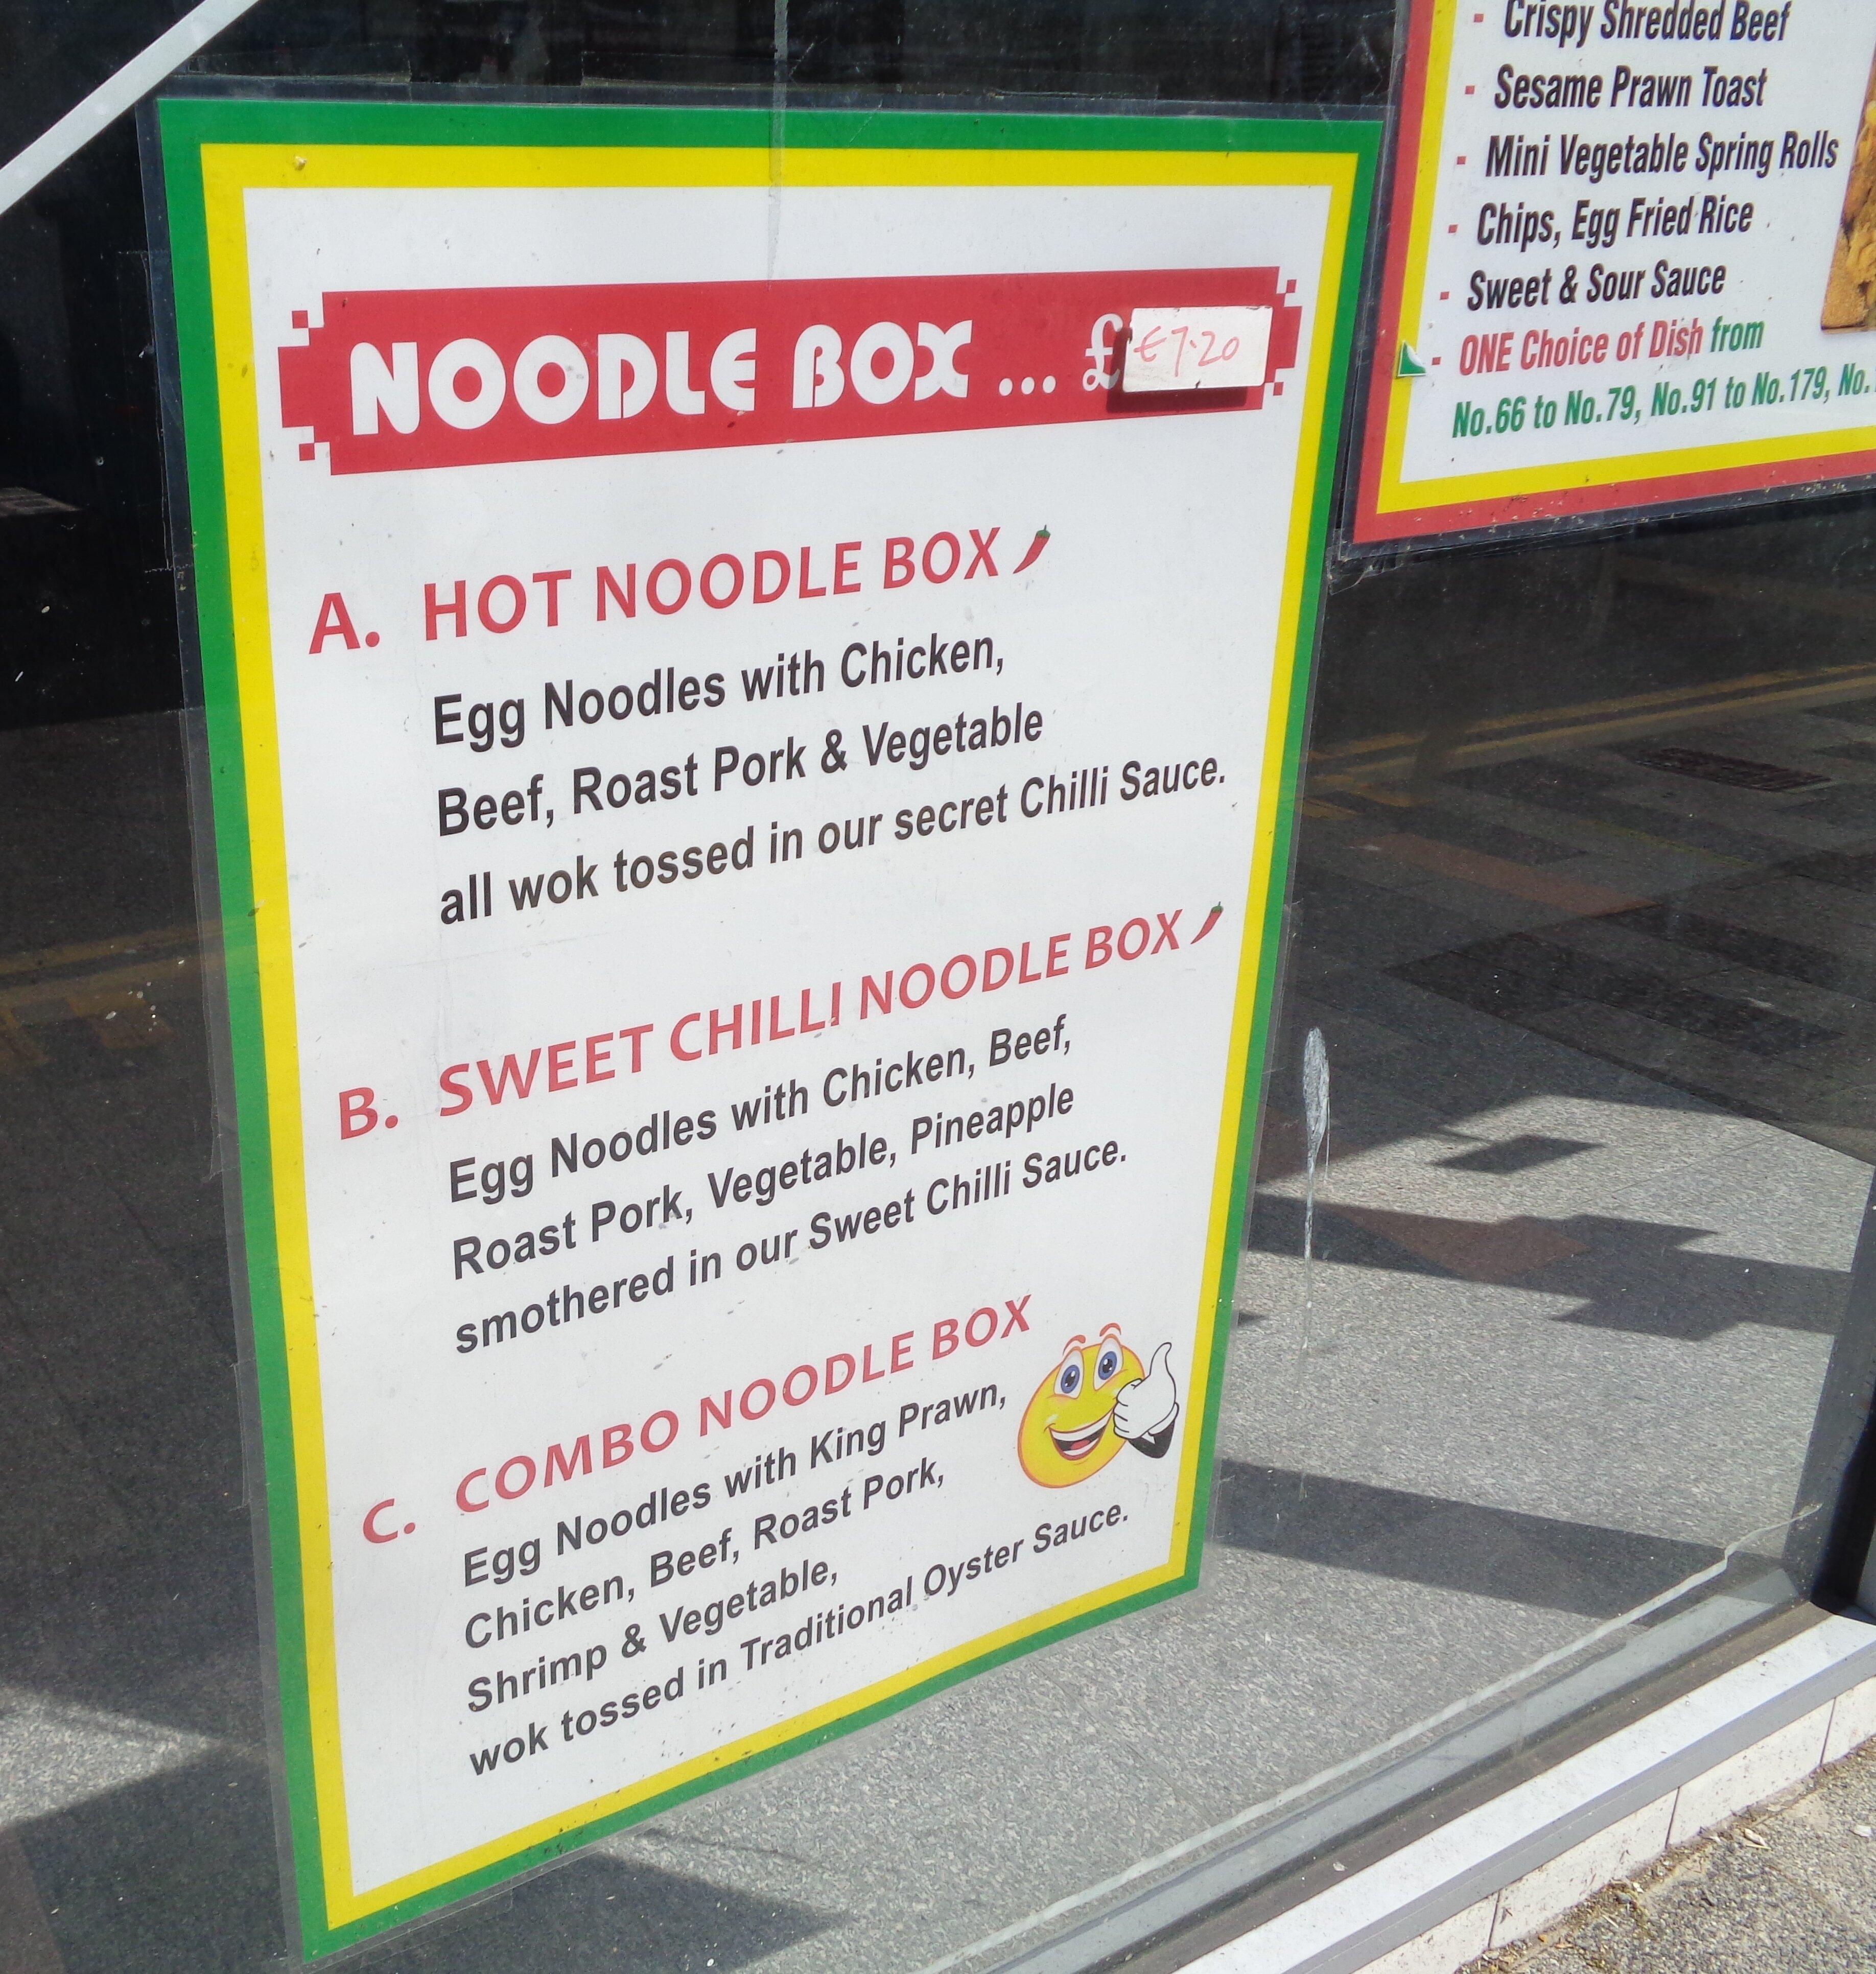 NOODLE BOX ... £ €7.20
A. HOT NOODLE BOX
Egg Noodles with Chicken,
Beef, Roast Pork & Vegetable
all wok tossed in our secret Chilli Sauce.
B. SWEET CHILLI NOODLE BOX
Egg Noodles with Chicken, Beef,
Roast Pork, Vegetable, Pineapple
smothered in our Sweet Chilli Sauce.
C. COMBO NOODLE BOX
Egg Noodles with King Prawn,
Chicken, Beef, Roast Pork,
Shrimp & Vegetable,
wok tossed in Traditional Oyster Sauce.
- Crispy Shredded Beef
- Sesame Prawn Toast
- Mini Vegetable Spring Rolls
- Chips, Egg Fried Rice
- Sweet & Sour Sauce
- ONE Choice of Dish from
No.66 to No.79, No.91 to No.179, No.